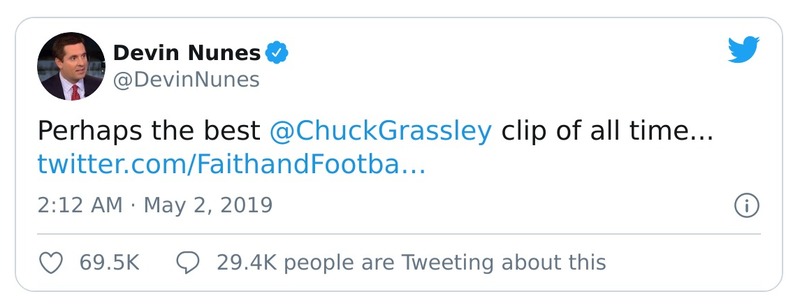 Devin Nunes
@DevinNunes
Perhaps the best @ChuckGrassley clip of all time...
twitter.com/FaithandFootba...
2:12 AM · May 2, 2019
69.5K 29.4K people are Tweeting about this